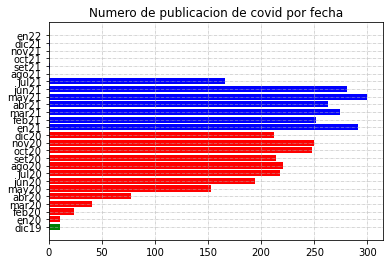 Numero de publicacion de covid por fecha
en22
dic21
nov21
oct21
set21
ago21
Jul21
Jun21
may21
abr21
mar21
feb21
en21
dic20
nov20
oct20
set20
ago20
Jul20
Jun20
may20
abr20
mar20
feb20
en20
dic19
0 50 100 150 200 250 300